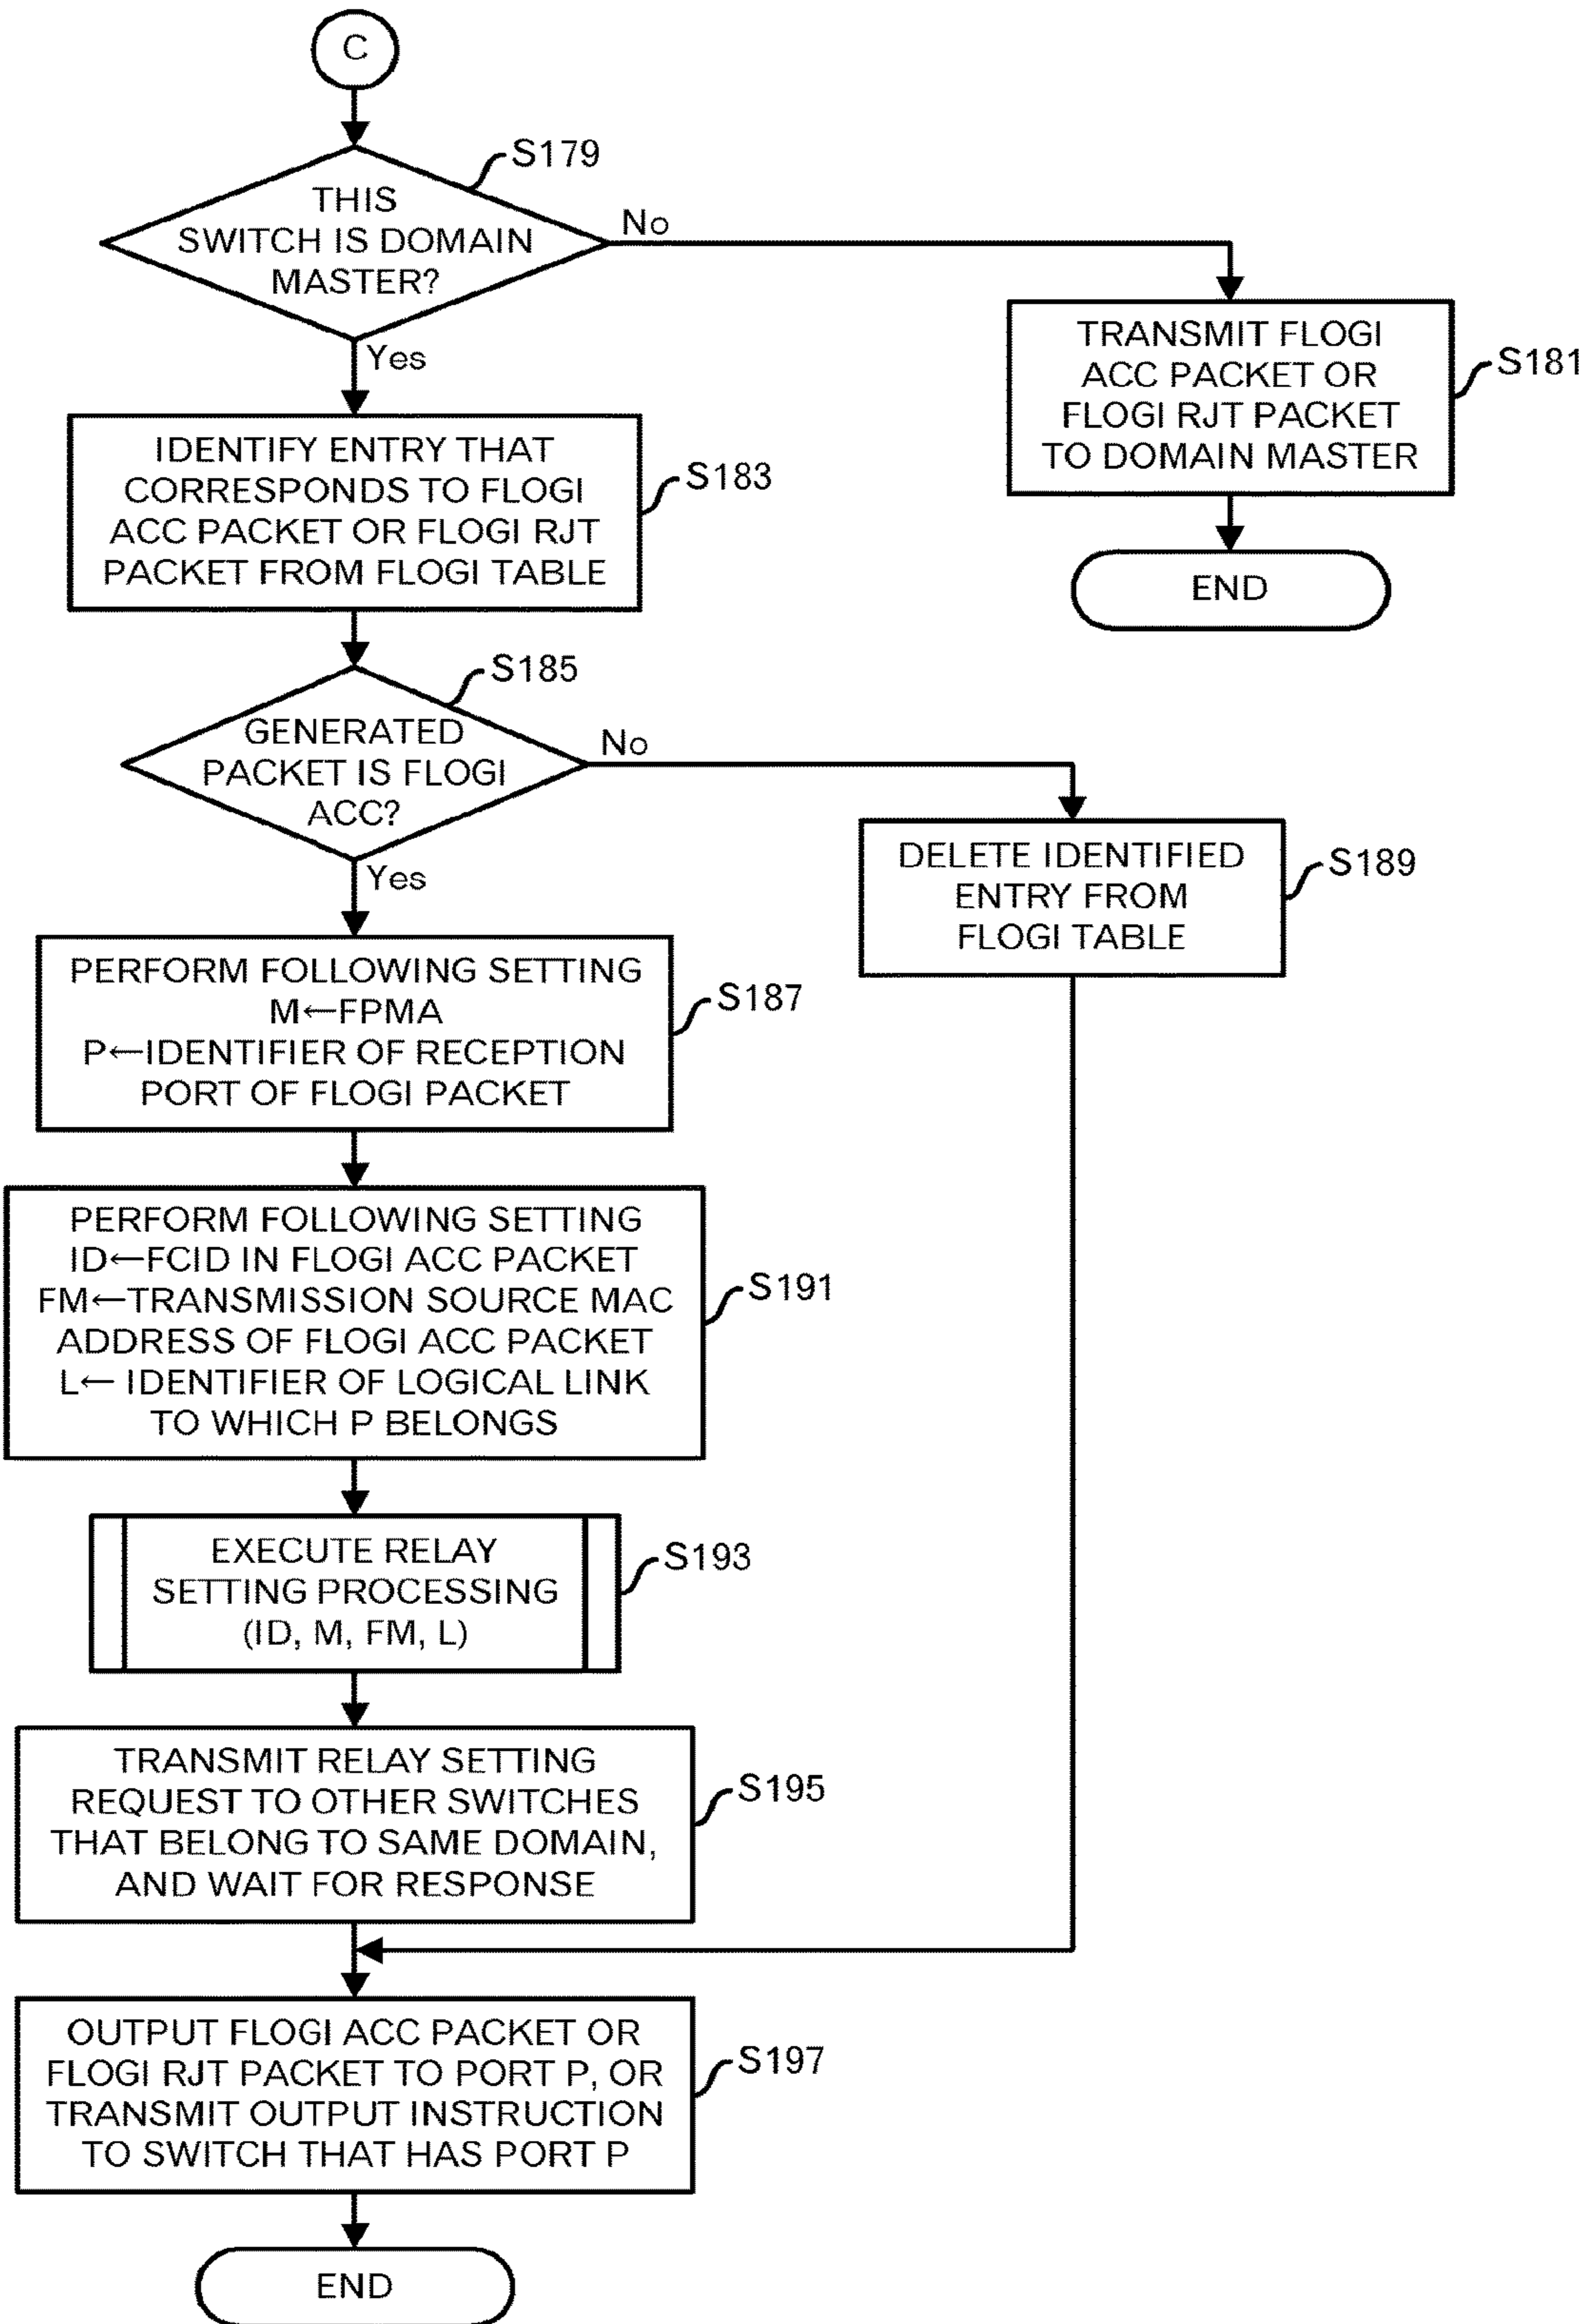 C
S179
THIS
SWITCH IS DOMAIN
MASTER?
No
Yes
TRANSMIT FLOGI
ACC PACKET OR
FLOGI RJT PACKET
TO DOMAIN MASTER
S181
END
IDENTIFY ENTRY THAT
CORRESPONDS TO FLOGI
ACC PACKET OR FLOGI RJT
PACKET FROM FLOGI TABLE
S183
S185
GENERATED
PACKET IS FLOGI
ACC?
No
Yes
DELETE IDENTIFIED
ENTRY FROM
FLOGI TABLE
S189
PERFORM FOLLOWING SETTING
M←FPMA
P←IDENTIFIER OF RECEPTION
PORT OF FLOGI PACKET
S187
PERFORM FOLLOWING SETTING
ID←FCID IN FLOGI ACC PACKET
FM←TRANSMISSION SOURCE MAC
ADDRESS OF FLOGI ACC PACKET
L← IDENTIFIER OF LOGICAL LINK
TO WHICH P BELONGS
S191
EXECUTE RELAY
SETTING PROCESSING
(ID, M, FM, L)
S193
TRANSMIT RELAY SETTING
REQUEST TO OTHER SWITCHES
THAT BELONG TO SAME DOMAIN,
AND WAIT FOR RESPONSE
S195
OUTPUT FLOGI ACC PACKET OR
FLOGI RJT PACKET TO PORT P, OR
TRANSMIT OUTPUT INSTRUCTION
TO SWITCH THAT HAS PORT P
S197
END